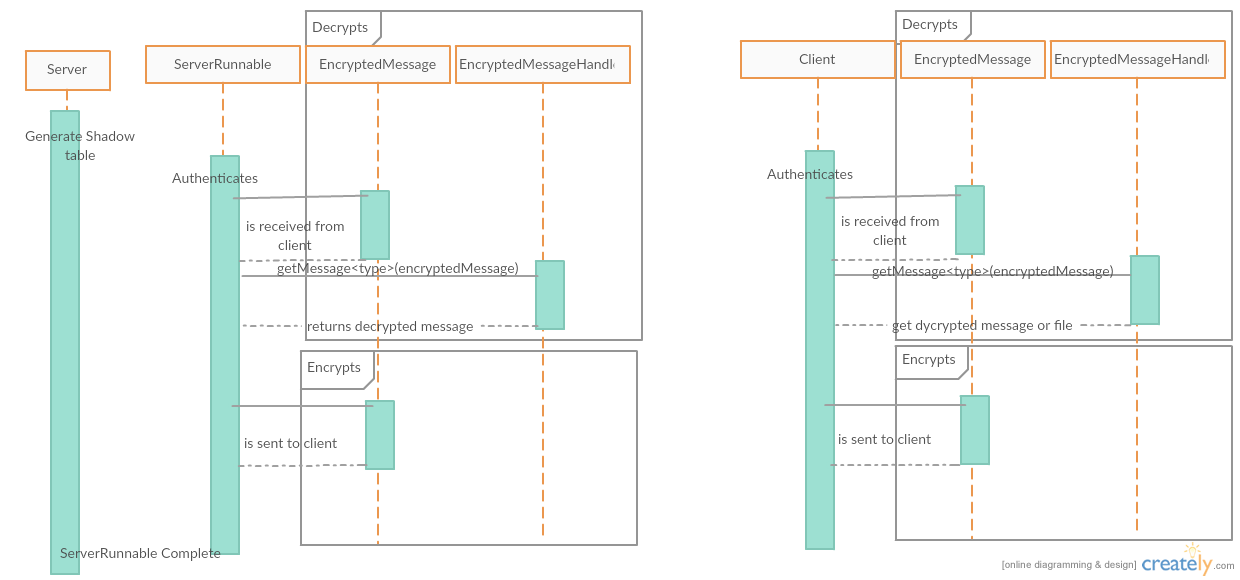 Decrypts
Server
ServerRunnable
EncryptedMessage
EncryptedMessageHandl
Generate Shadow
table
Authenticates
is received from
client
getMessage<type>(encryptedMessage)
returns decrypted message
Encrypts
is sent to client
ServerRunnable Complete
Decrypts
Client
EncryptedMessage
EncryptedMessageHandl
Authenticates
is received from
client
getMessage<type>(encryptedMessage)
get dycrypted message or file
Encrypts
is sent to client
[online diagramming & design] creately.com